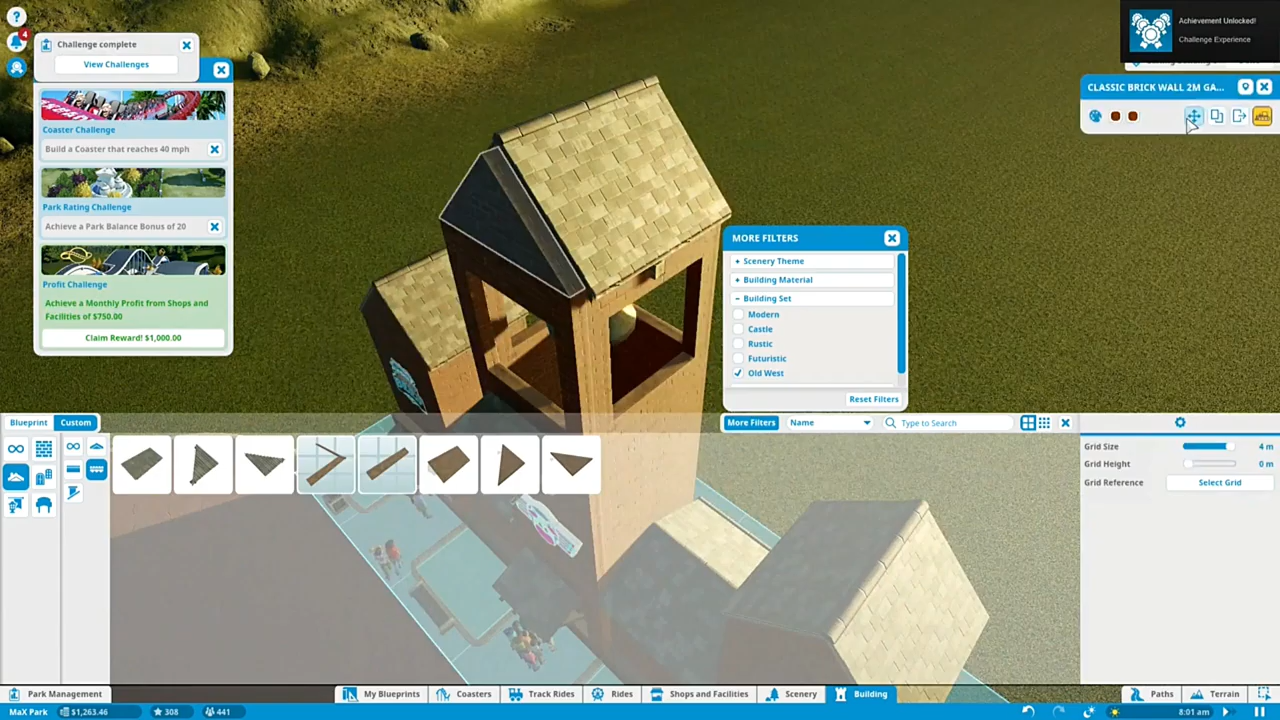 ?
4
Challenge complete
View Challenges
Coaster Challenge
Build a Coaster that reaches 40 mph
Park Rating Challenge
Achieve a Park Balance Bonus of 20
Profit Challenge
Achieve a Monthly Profit from Shops and
Facilities of $750.00
Claim Reward! $1,000.00
Achievement Unlocked!
Challenge Experience
CLASSIC BRICK WALL 2M GA...
MORE FILTERS
+ Scenery Theme
+ Building Material
- Building Set
Modern
Castle
Rustic
Futuristic
Old West
Reset Filters
Blueprint
Custom
More Filters
Name
Type to Search
Grid Size
4 m
Grid Height
0 m
Grid Reference
Select Grid
Park Management
My Blueprints
Coasters
Track Rides
Rides
Shops and Facilities
Scenery
Building
Paths
Terrain
MaX Park
$1,263.46
308
441
8:01 am